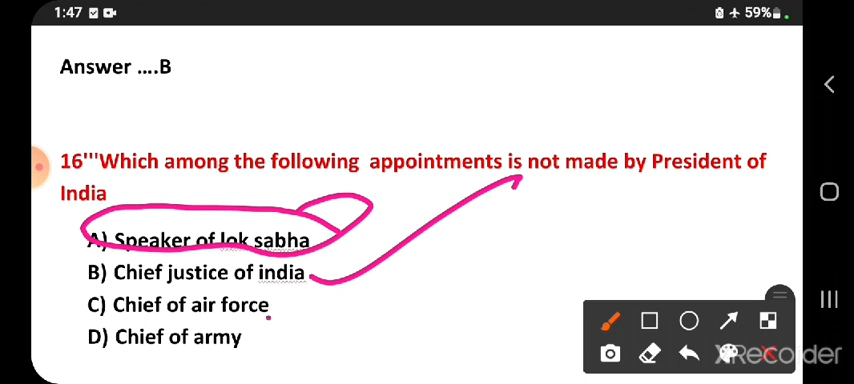 1:47
59%
Answer ....B
16'''Which among the following appointments is not made by President of
India
A) Speaker of lok sabha
B) Chief justice of india
C) Chief of air force
D) Chief of army
XRecorder